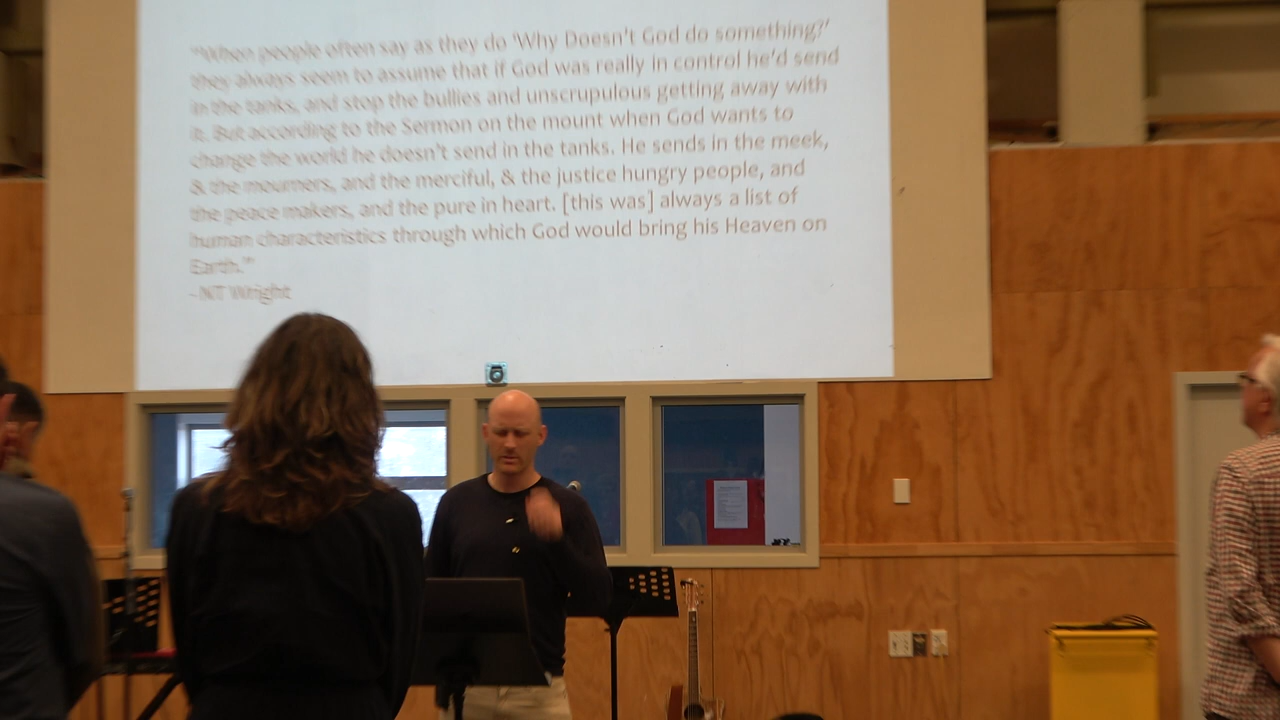 "When people often say as they do 'Why Doesn't God do something?'
they always seem to assume that if God was really in control he'd send
in the tanks, and stop the bullies and unscrupulous getting away with
it. But according to the Sermon on the mount when God wants to
change the world he doesn't send in the tanks. He sends in the meek,
& the mourners, and the merciful, & the justice hungry people, and
the peace makers, and the pure in heart. [this was] always a list of
human characteristics through which God would bring his Heaven on
Earth."
-NT Wright